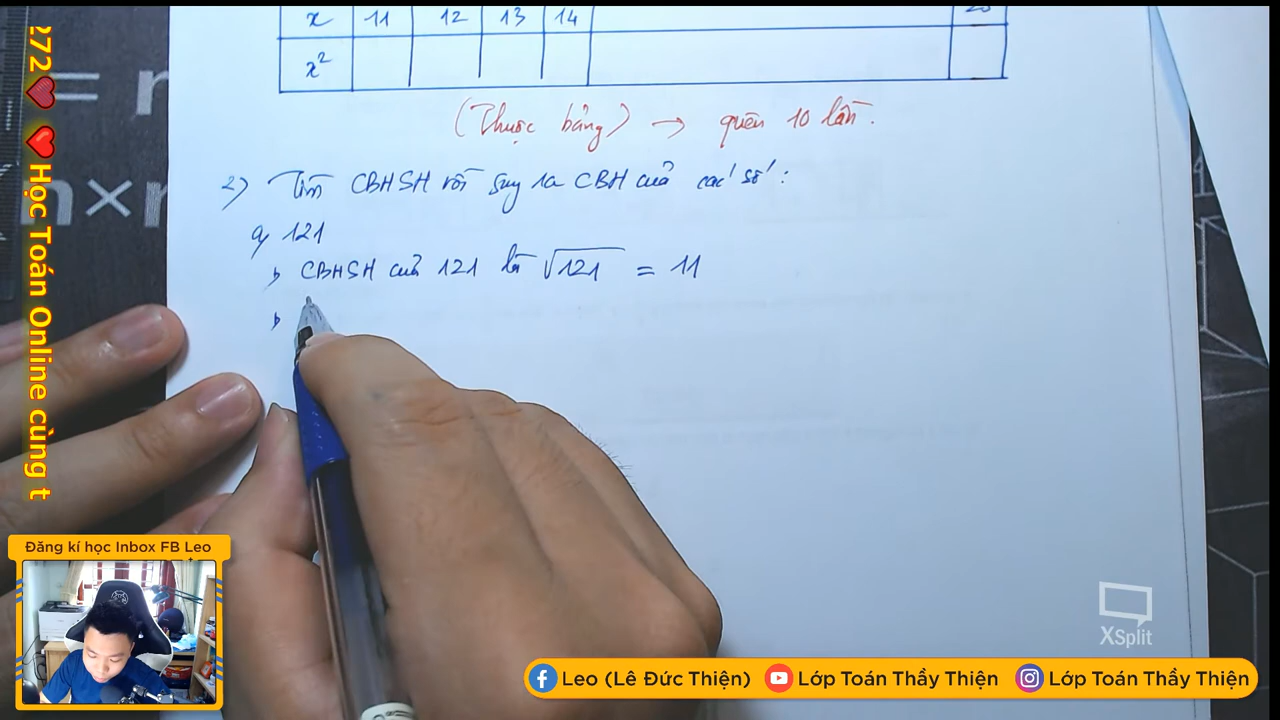 x 11 12 13 14
x²
(Thuộc bảng) → quên 10 lần.
2) Tìm CBHSH rồi suy ra CBH của các số :
a, 121
CBHSH của 121 là √121 = 11
272❤️ ❤️Học Toán Online cùng t
Đăng kí học Inbox FB Leo
XSplit
Leo (Lê Đức Thiện) Lớp Toán Thầy Thiện Lớp Toán Thầy Thiện